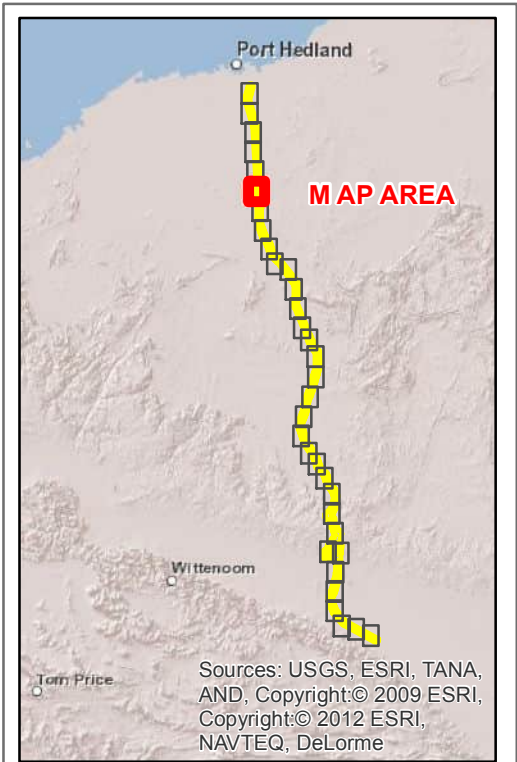 Port Hedland
M AP AREA
Wittenoom
Tom Price
Sources: USGS, ESRI, TANA,
AND, Copyright:© 2009 ESRI,
Copyright:© 2012 ESRI,
NAVTEQ, DeLorme